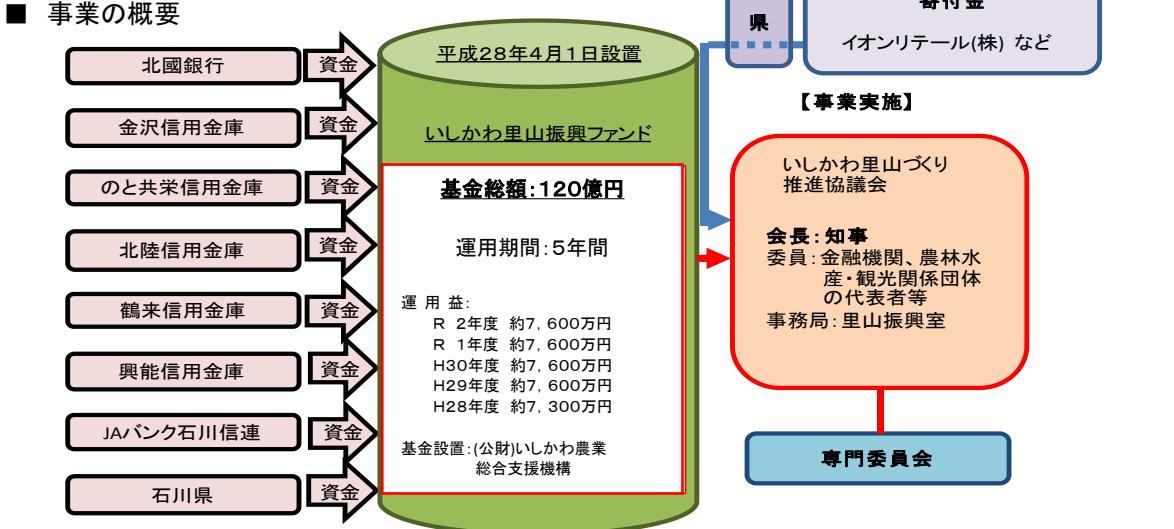 ■ 事業の概要
北國銀行
資金
金沢信用金庫
資金
のと共栄信用金庫
資金
北陸信用金庫
資金
鶴来信用金庫
資金
興能信用金庫
資金
JAバンク石川信連
資金
石川県
資金
平成28年4月1日設置
いしかわ里山振興ファンド
基金総額:120億円
運用期間:5年間
運 用 益:
R 2年度 約7,600万円
R 1年度 約7,600万円
H30年度 約7,600万円
H29年度 約7,600万円
H28年度 約7,300万円
基金設置:(公財)いしかわ農業
総合支援機構
県
寄付金
イオンリテール(株) など
【事業実施】
いしかわ里山づくり
推進協議会
会長:知事
委員:金融機関、農林水
産・観光関係団体
の代表者等
事務局:里山振興室
専門委員会